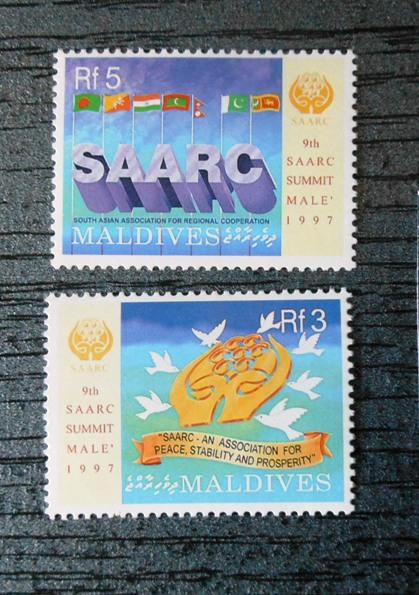 Rf 5
SAARC
SOUTH ASIAN ASSOCIATION FOR REGIONAL COOPERATION
MALDIVES ދިވެހިރާއްޖެ
SAARC
9th
SAARC
SUMMIT
MALE'
1997
SAARC
9th
SAARC
SUMMIT
MALE'
1997
Rf 3
"SAARC - AN ASSOCIATION FOR
PEACE, STABILITY AND PROSPERITY"
ދިވެހިރާއްޖެ MALDIVES